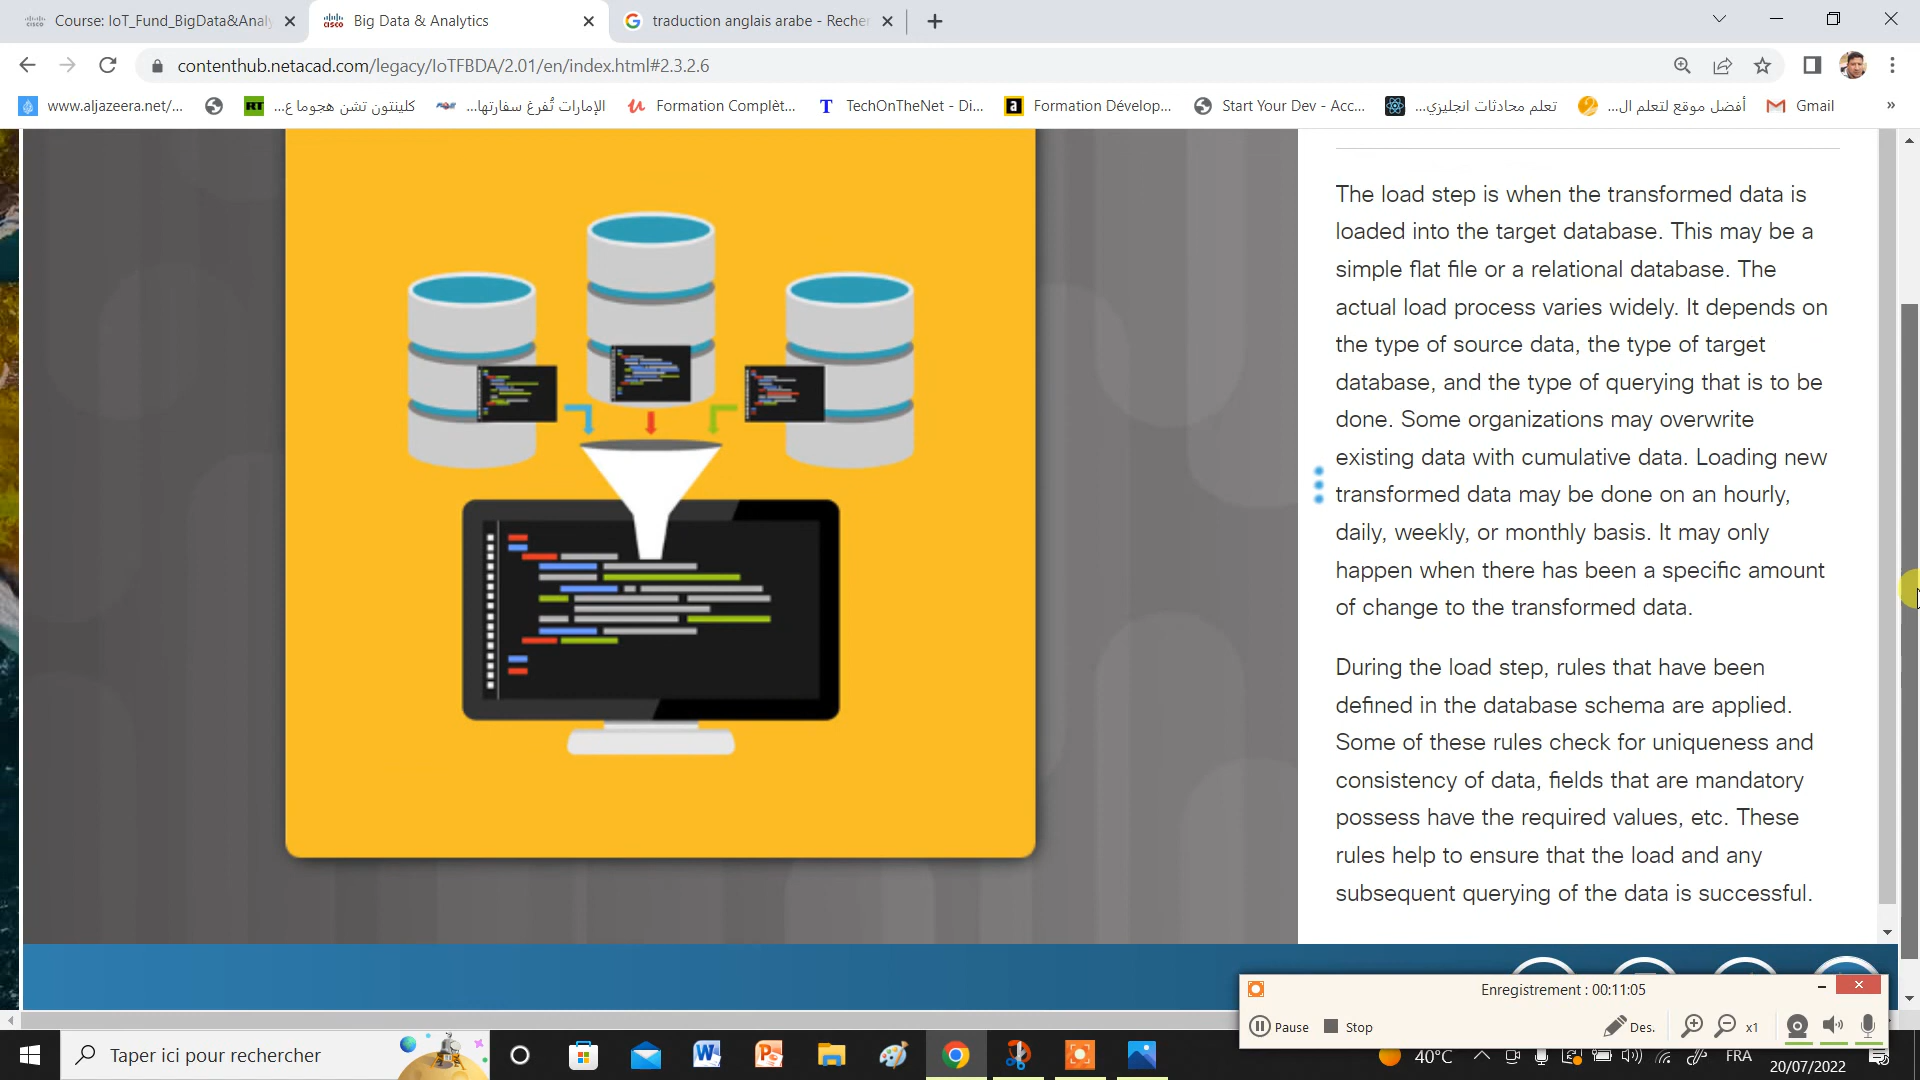 Course: IoT_Fund_BigData&Anal
Big Data & Analytics
traduction anglais arabe - Recher
contenthub.netacad.com/legacy/IoTFBDA/2.01/en/index.html#2.3.2.6
www.aljazeera.net/...
كلينتون تشن هجوما ع...
الإمارات تُفرغ سفارتها...
Formation Complèt...
TechOnTheNet - Di...
Formation Dévelop...
Start Your Dev - Acc...
تعلم محادثات انجليزي...
أفضل موقع لتعلم ال...
Gmail
The load step is when the transformed data is
loaded into the target database. This may be a
simple flat file or a relational database. The
actual load process varies widely. It depends on
the type of source data, the type of target
database, and the type of querying that is to be
done. Some organizations may overwrite
existing data with cumulative data. Loading new
transformed data may be done on an hourly,
daily, weekly, or monthly basis. It may only
happen when there has been a specific amount
of change to the transformed data.
During the load step, rules that have been
defined in the database schema are applied.
Some of these rules check for uniqueness and
consistency of data, fields that are mandatory
possess have the required values, etc. These
rules help to ensure that the load and any
subsequent querying of the data is successful.
Enregistrement : 00:11:05
Pause
Stop
Des.
x1
Taper ici pour rechercher
40°C
FRA
20/07/2022